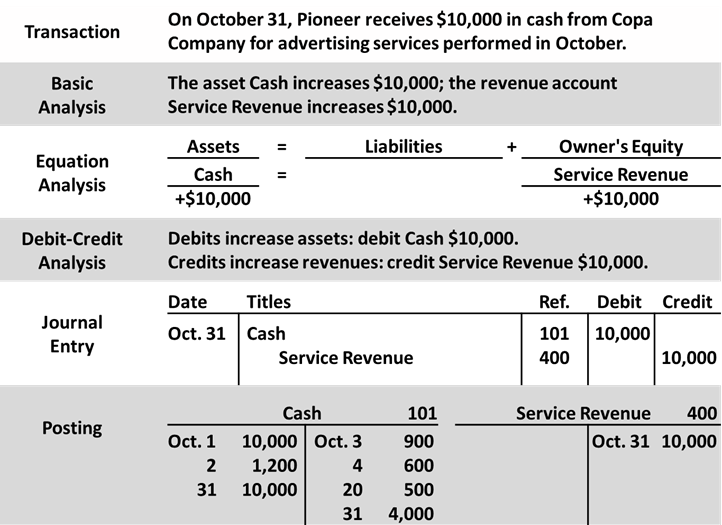 Transaction
On October 31, Pioneer receives $10,000 in cash from Copa
Company for advertising services performed in October.
Basic
Analysis
The asset Cash increases $10,000; the revenue account
Service Revenue increases $10,000.
Equation
Analysis
Assets = Liabilities + Owner's Equity
Cash = Service Revenue
+$10,000 +$10,000
Debit-Credit
Analysis
Debits increase assets: debit Cash $10,000.
Credits increase revenues: credit Service Revenue $10,000.
Journal
Entry
Date Titles Ref. Debit Credit
Oct. 31 Cash 101 10,000
Service Revenue 400 10,000
Posting
Cash 101 Service Revenue 400
Oct. 1 10,000 Oct. 3 900 Oct. 31 10,000
2 1,200 4 600
31 10,000 20 500
31 4,000